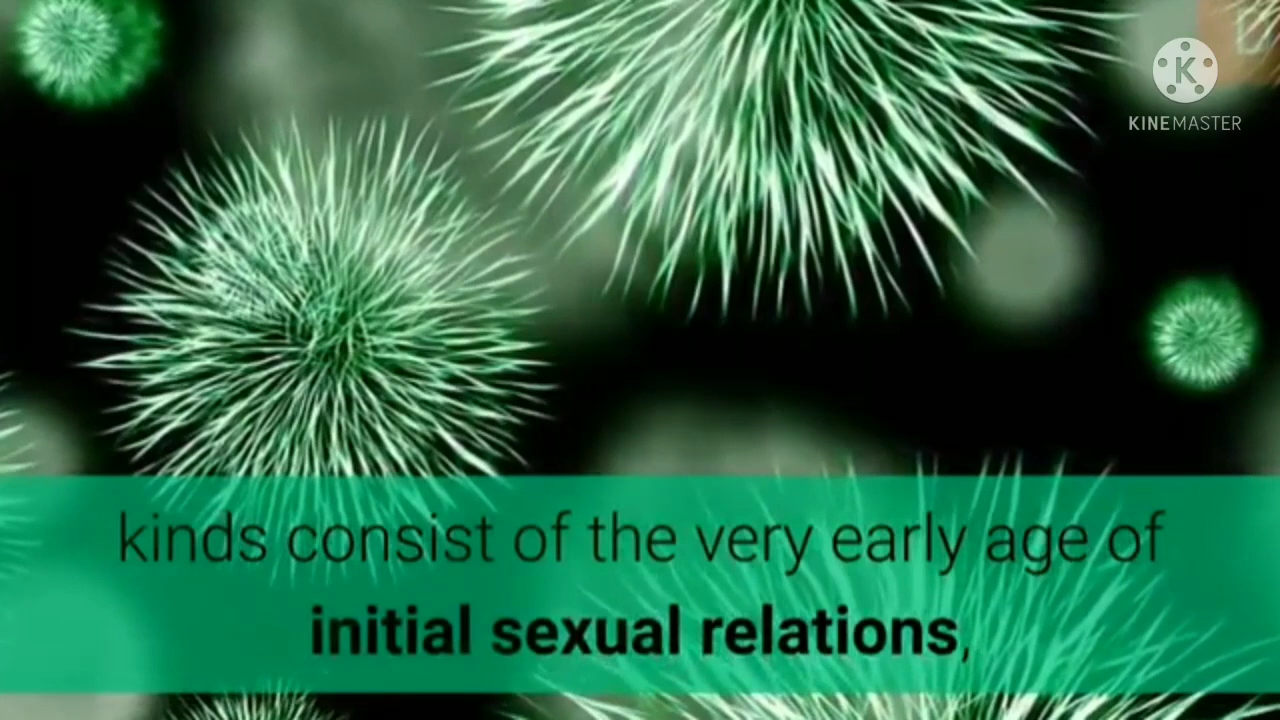 K
KINEMASTER
kinds consist of the very early age of
initial sexual relations,